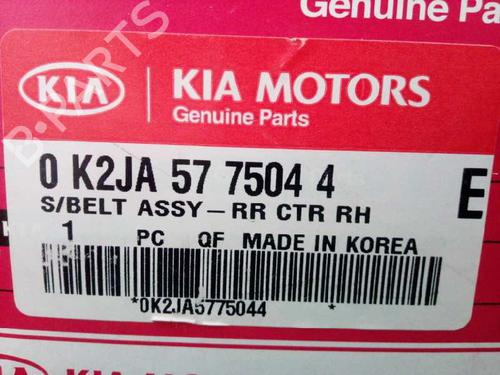 Genuine Pa
KIA
KIA MOTORS
Genuine Parts
0 K2JA 57 7504 4
E
S/BELT ASSY-RR CTR RH
1 PC QF MADE IN KOREA
*0K2JA5775044 *
B-PARTS